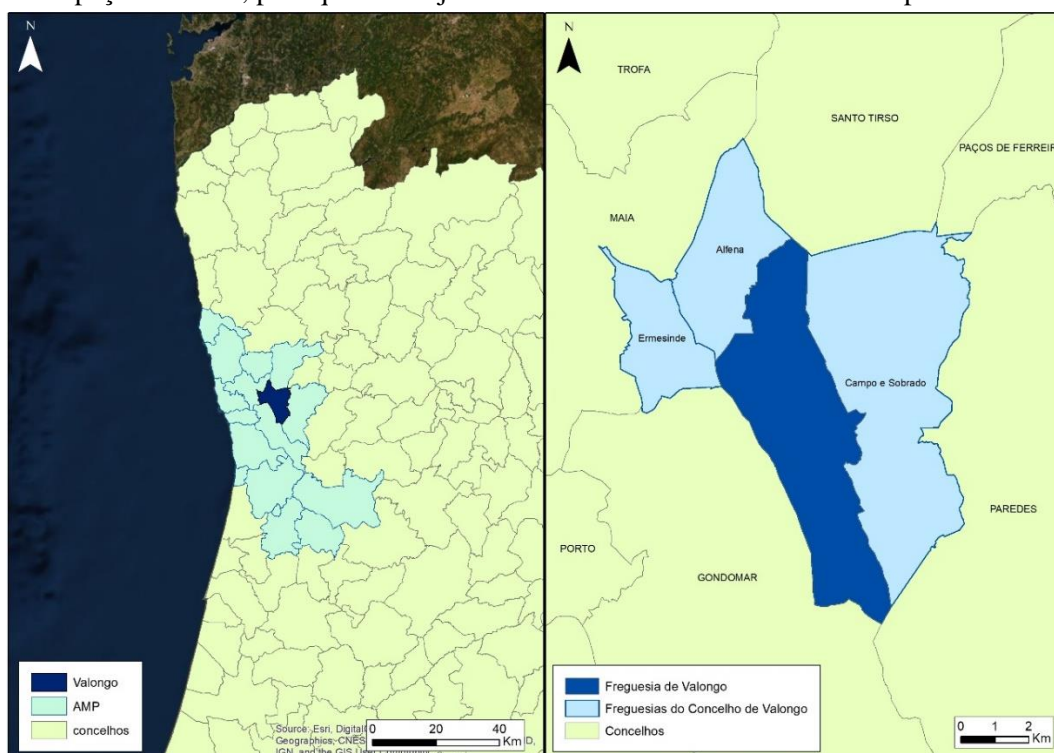 N
Valongo
AMP
concelhos
Source: Esri, Digital
Geographics, CNES
IGN, and the GIS User
D,
0 20 40
Km
N
TROFA
SANTO TIRSO
PAÇOS DE FERREIR
MAIA
Alfena
Ermesinde
Campo e Sobrado
PAREDES
PORTO
GONDOMAR
Freguesia de Valongo
Freguesias do Concelho de Valongo
Concelhos
0 1 2
Km